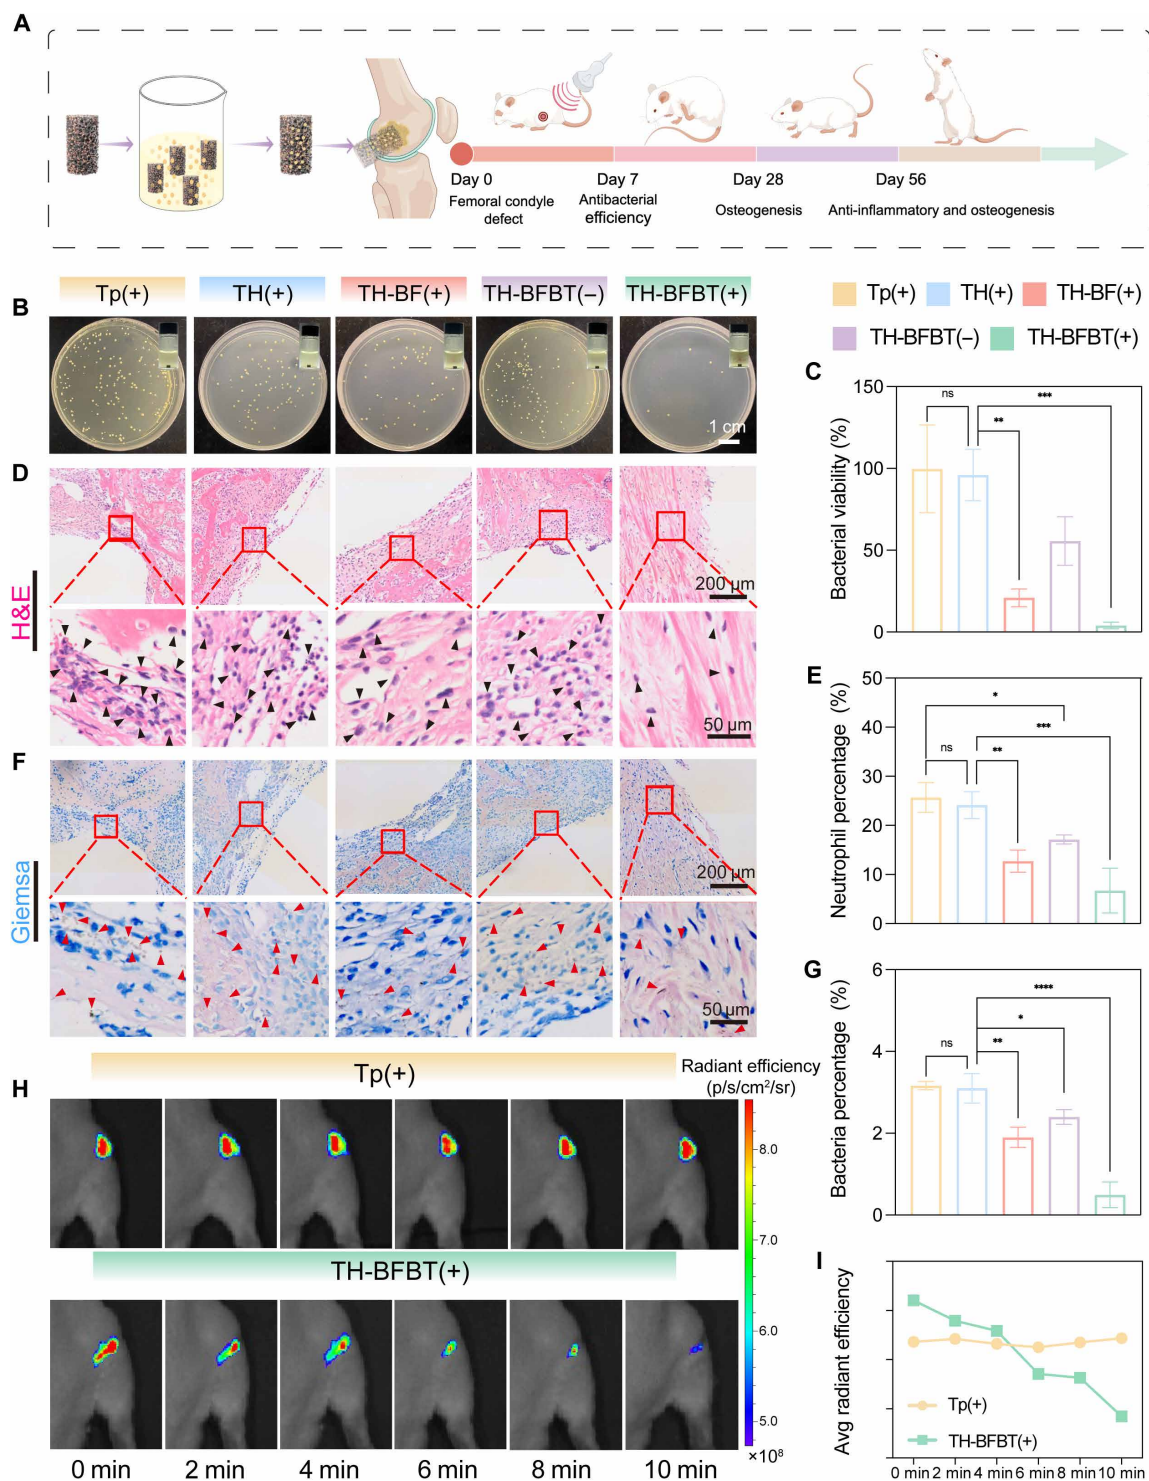 A
Day 0
Day 7
Day 28
Day 56
Femoral condyle
defect
Antibacterial
efficiency
Osteogenesis
Anti-inflammatory and osteogenesis
B
Tp(+)
TH(+)
TH-BF(+)
TH-BFBT(−)
TH-BFBT(+)
1 cm
Tp(+)
TH(+)
TH-BF(+)
TH-BFBT(−)
TH-BFBT(+)
C
Bacterial viability (%)
150
100
50
0
ns
**
***
D
H&E
200 µm
50 µm
E
Neutrophil percentage (%)
50
40
30
20
10
0
*
ns
**
***
F
Giemsa
200 µm
50 µm
G
Bacteria percentage (%)
6
4
2
0
ns
**
*
****
H
Tp(+)
Radiant efficiency
(p/s/cm²/sr)
8.0
7.0
6.0
5.0
×10⁸
TH-BFBT(+)
0 min
2 min
4 min
6 min
8 min
10 min
I
Avg radiant efficiency
Tp(+)
TH-BFBT(+)
0 min 2 min 4 min 6 min 8 min 10 min